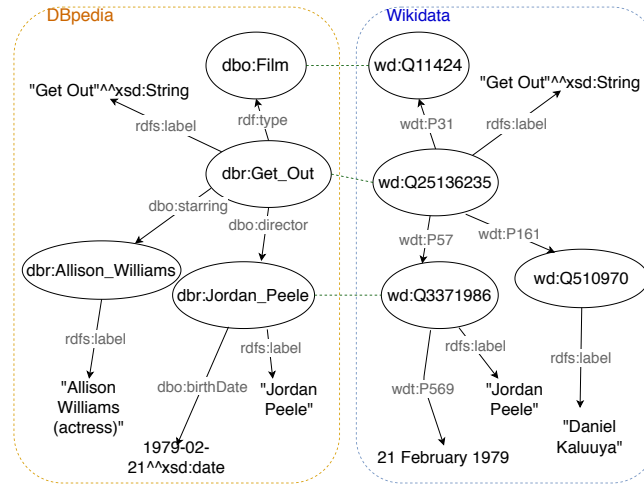 DBpedia
Wikidata
dbo:Film
wd:Q11424
"Get Out"^^xsd:String
"Get Out"^^xsd:String
rdf:type
rdfs:label
wdt:P31
rdfs:label
dbr:Get_Out
wd:Q25136235
dbo:starring
dbo:director
wdt:P57
wdt:P161
dbr:Allison_Williams
dbr:Jordan_Peele
wd:Q3371986
wd:Q510970
rdfs:label
rdfs:label
rdfs:label
rdfs:label
dbo:birthDate
wdt:P569
"Allison
Williams
(actress)"
"Jordan
Peele"
"Jordan
Peele"
"Daniel
Kaluuya"
1979-02-
21^^xsd:date
21 February 1979